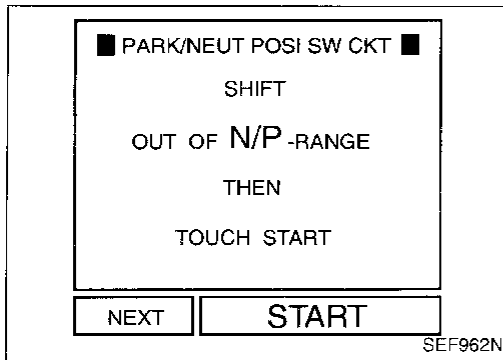 ■ PARK/NEUT POSI SW CKT ■
SHIFT
OUT OF N/P-RANGE
THEN
TOUCH START
NEXT START
SEF962N